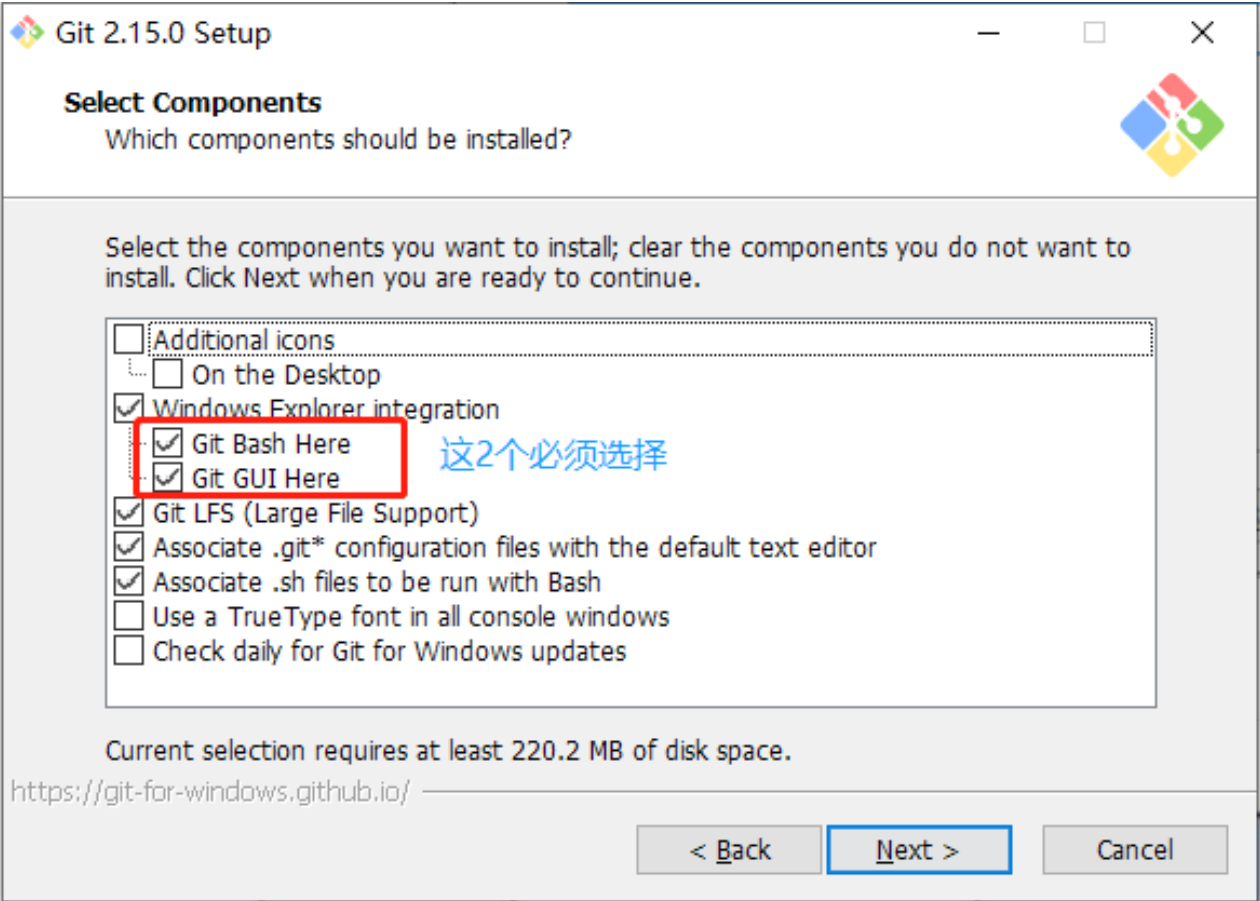 Git 2.15.0 Setup
Select Components
Which components should be installed?
Select the components you want to install; clear the components you do not want to
install. Click Next when you are ready to continue.
Additional icons
On the Desktop
Windows Explorer integration
Git Bash Here
这2个必须选择
Git GUI Here
Git LFS (Large File Support)
Associate .git* configuration files with the default text editor
Associate .sh files to be run with Bash
Use a TrueType font in all console windows
Check daily for Git for Windows updates
Current selection requires at least 220.2 MB of disk space.
https://git-for-windows.github.io/
< Back Next > Cancel